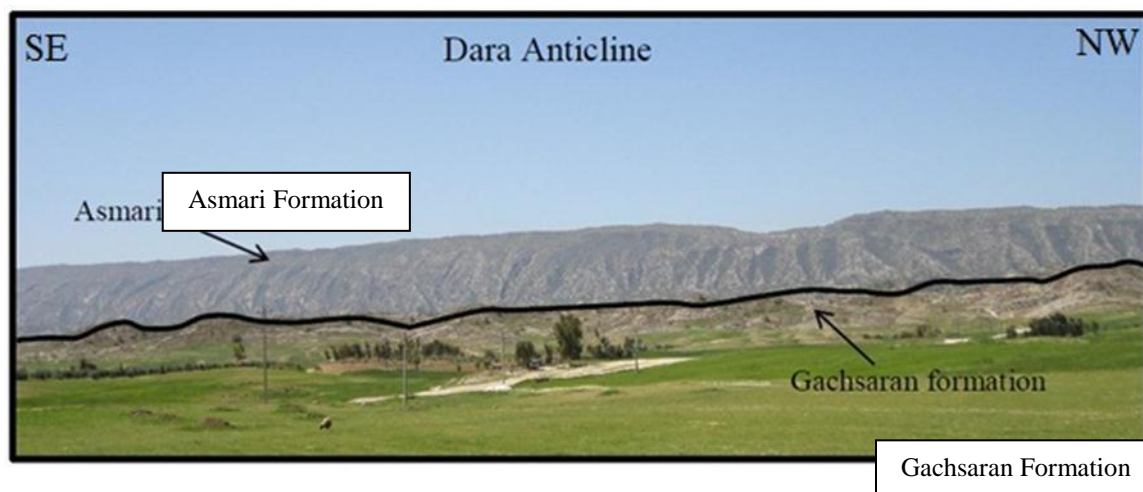 SE
Dara Anticline
NW
Asmari Formation
Asmari
Gachsaran formation
Gachsaran Formation